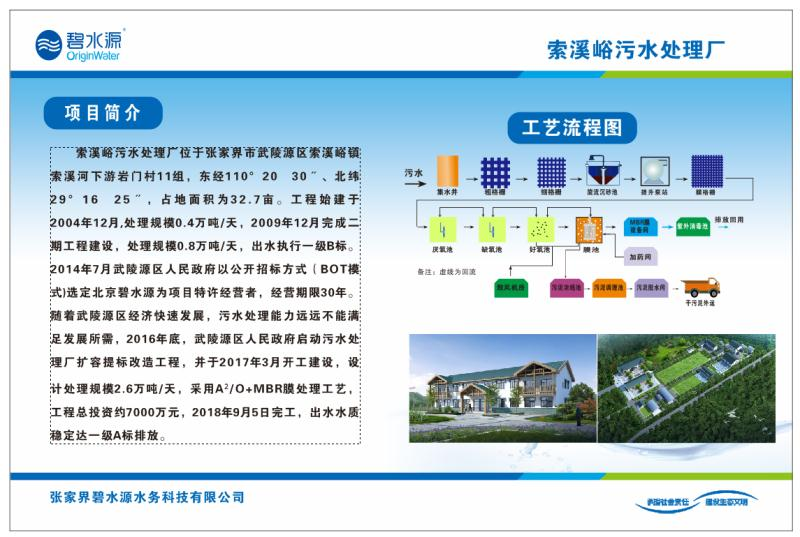 碧水源
OriginWater
索溪峪污水处理厂
项目简介
索溪峪污水处理厂位于张家界市武陵源区索溪峪镇
索溪河下游岩门村11组，东经110°20 30″、北纬
29°16 25″，占地面积为32.7亩。工程始建于
2004年12月,处理规模0.4万吨/天，2009年12月完成二
期工程建设，处理规模0.8万吨/天，出水执行一级B标。
2014年7月武陵源区人民政府以公开招标方式（BOT模
式)选定北京碧水源为项目特许经营者，经营期限30年。
随着武陵源区经济快速发展，污水处理能力远远不能满
足发展所需，2016年底，武陵源区人民政府启动污水处
理厂扩容提标改造工程，并于2017年3月开工建设，设
计处理规模2.6万吨/天，采用A²/O+MBR膜处理工艺，
工程总投资约7000万元，2018年9月5日完工，出水水质
稳定达一级A标排放。
工艺流程图
污水
集水井
粗格栅
细格栅
旋流沉砂池
提升泵站
膜格栅
厌氧池
缺氧池
好氧池
膜池
MBR膜
设备间
紫外消毒池
排放回用
加药间
备注：虚线为回流
鼓风机房
污泥浓缩池
污泥调理池
污泥脱水间
干污泥外运
张家界碧水源水务科技有限公司
承担社会责任
建设生态文明